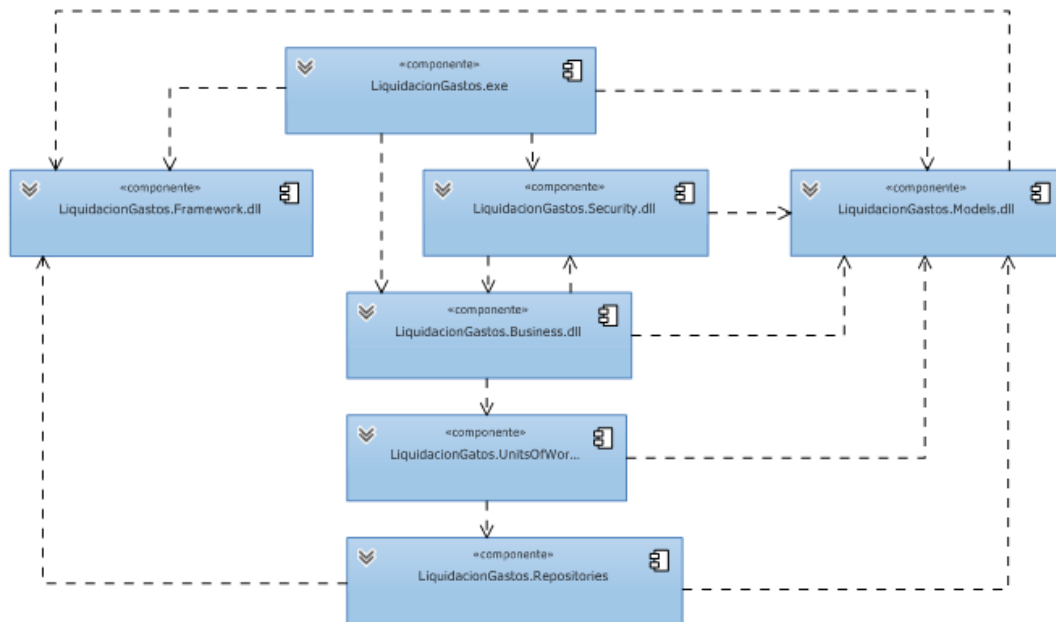 «componente»
LiquidacionGastos.exe
«componente»
LiquidacionGastos.Framework.dll
«componente»
LiquidacionGastos.Security.dll
«componente»
LiquidacionGastos.Models.dll
«componente»
LiquidacionGastos.Business.dll
«componente»
LiquidacionGatos.UnitsOfWor...
«componente»
LiquidacionGastos.Repositories